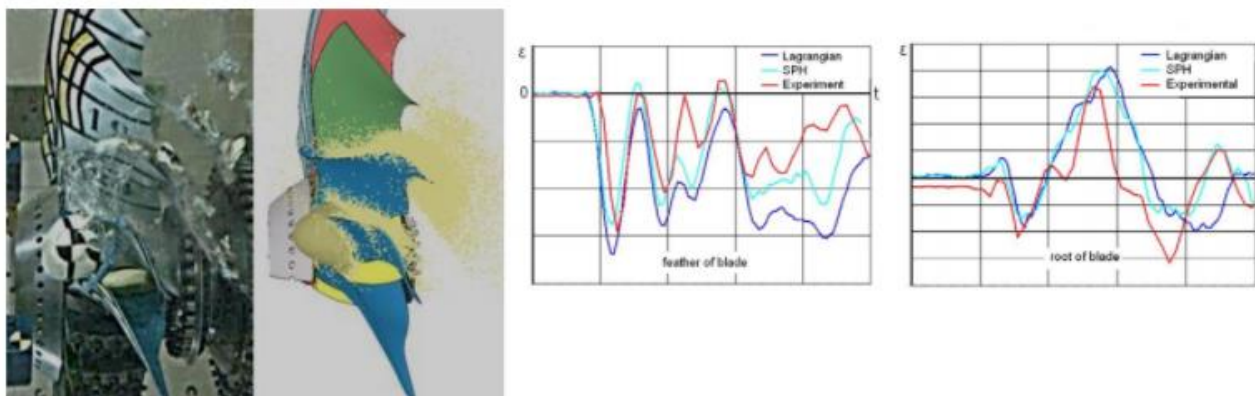 ε
0
Lagrangian
SPH
Experiment
t
feather of blade
ε
Lagrangian
SPH
Experimental
root of blade